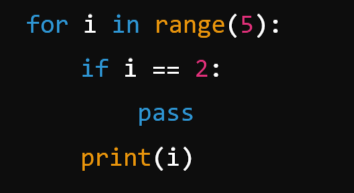 for i in range(5):
    if i == 2:
        pass
    print(i)